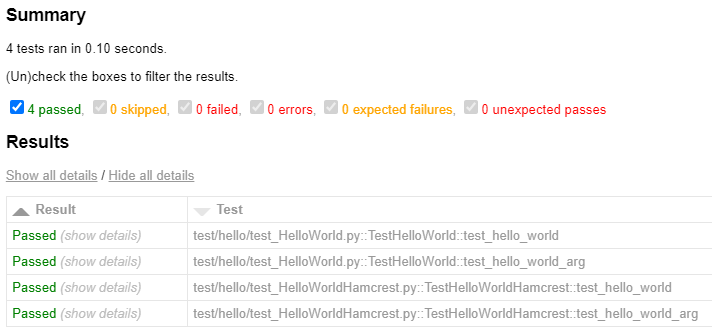 Summary
4 tests ran in 0.10 seconds.
(Un)check the boxes to filter the results.
4 passed, 0 skipped, 0 failed, 0 errors, 0 expected failures, 0 unexpected passes
Results
Show all details / Hide all details
Result Test
Passed (show details) test/hello/test_HelloWorld.py::TestHelloWorld::test_hello_world
Passed (show details) test/hello/test_HelloWorld.py::TestHelloWorld::test_hello_world_arg
Passed (show details) test/hello/test_HelloWorldHamcrest.py::TestHelloWorldHamcrest::test_hello_world
Passed (show details) test/hello/test_HelloWorldHamcrest.py::TestHelloWorldHamcrest::test_hello_world_arg